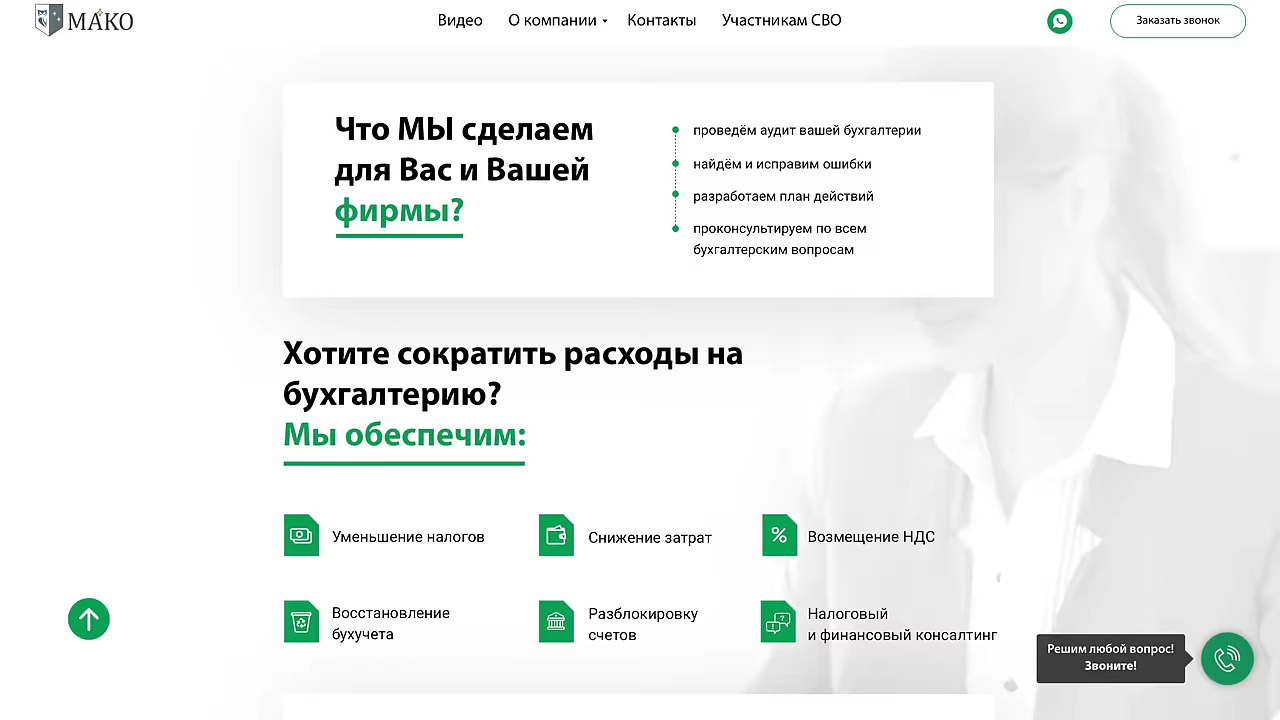 МАКО
Видео
О компании
Контакты
Участникам СВО
Заказать звонок
Что МЫ сделаем
для Вас и Вашей
фирмы?
проведём аудит вашей бухгалтерии
найдём и исправим ошибки
разработаем план действий
проконсультируем по всем
бухгалтерским вопросам
Хотите сократить расходы на
бухгалтерию?
Мы обеспечим:
Уменьшение налогов
Снижение затрат
%
Возмещение НДС
Восстановление
бухучета
Разблокировку
счетов
Налоговый
и финансовый консалтинг
Решим любой вопрос!
Звоните!